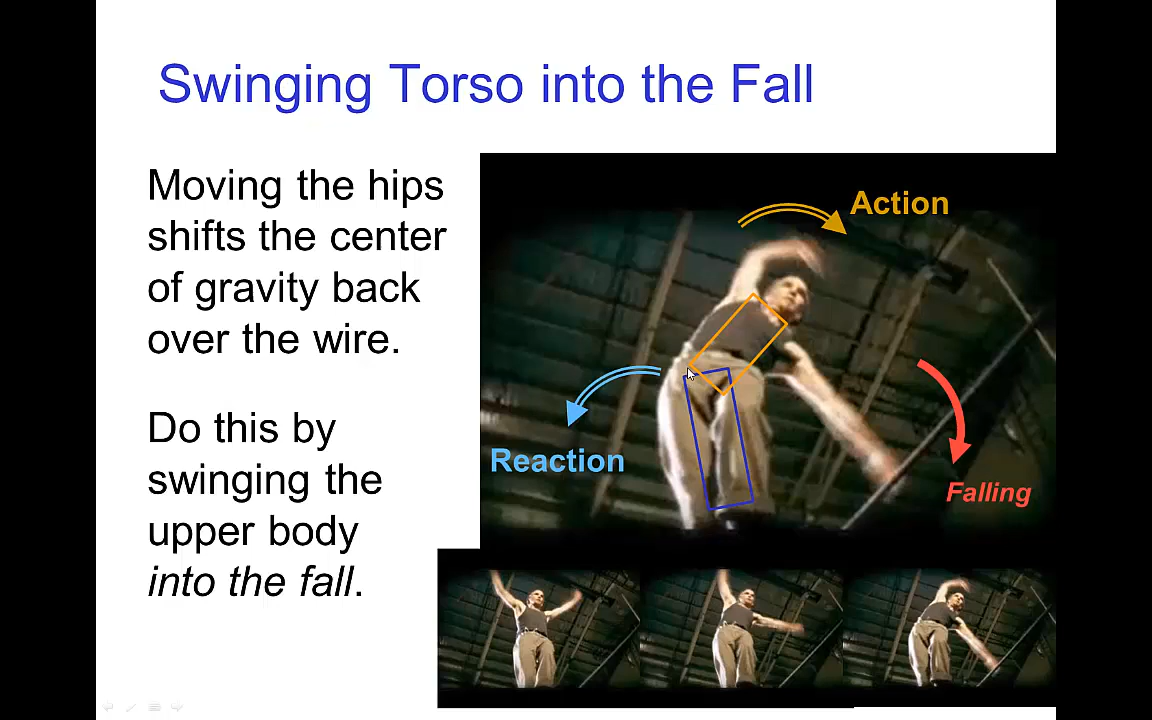 Swinging Torso into the Fall
Moving the hips
shifts the center
of gravity back
over the wire.
Do this by
swinging the
upper body
into the fall.
Action
Reaction
Falling